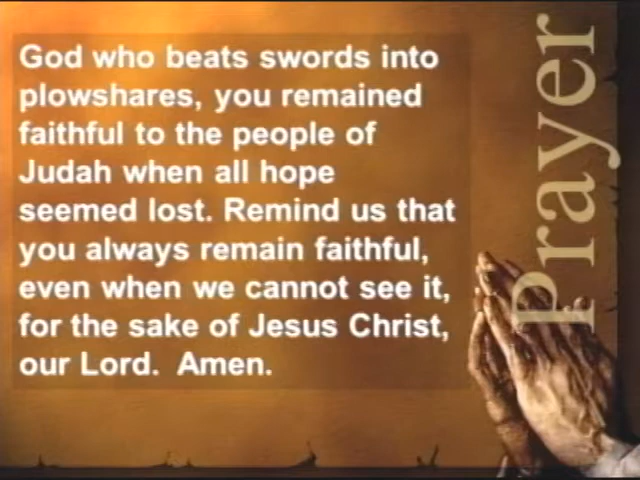 God who beats swords into
plowshares, you remained
faithful to the people of
Judah when all hope
seemed lost. Remind us that
you always remain faithful,
even when we cannot see it,
for the sake of Jesus Christ,
our Lord.  Amen.
Prayer